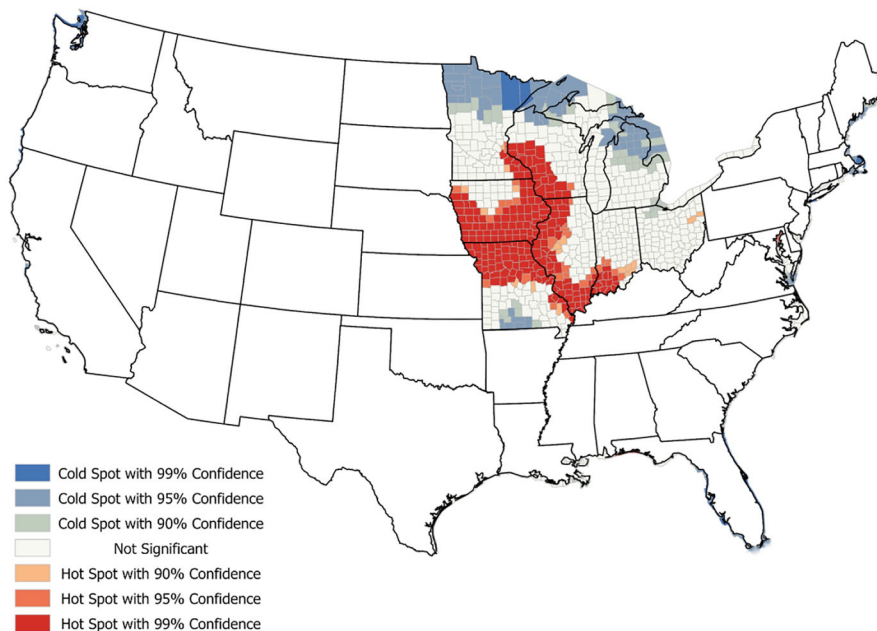 Cold Spot with 99% Confidence
Cold Spot with 95% Confidence
Cold Spot with 90% Confidence
Not Significant
Hot Spot with 90% Confidence
Hot Spot with 95% Confidence
Hot Spot with 99% Confidence